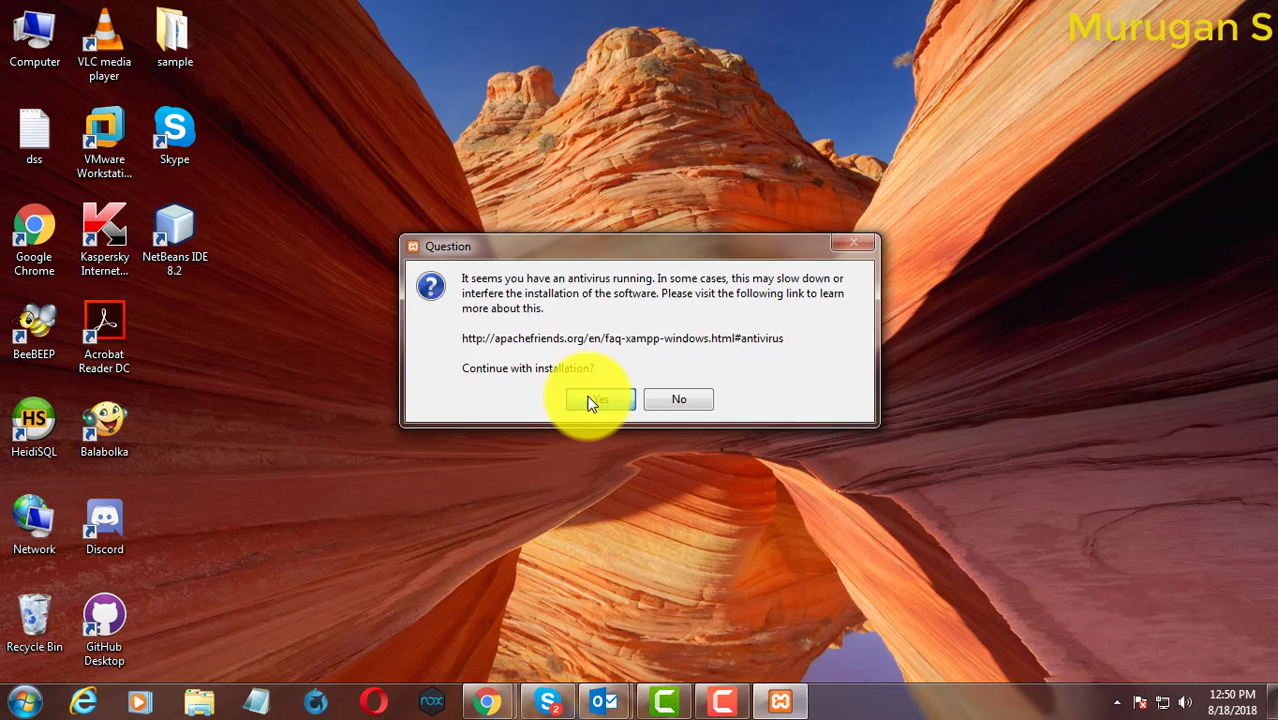 Murugan S
Computer
VLC media
player
sample
dss
VMware
Workstati...
Skype
Google
Chrome
Kaspersky
Internet...
NetBeans IDE
8.2
BeeBEEP
Acrobat
Reader DC
HS
HeidiSQL
Balabolka
Network
Discord
Recycle Bin
GitHub
Desktop
Question
It seems you have an antivirus running. In some cases, this may slow down or
interfere the installation of the software. Please visit the following link to learn
more about this.
http://apachefriends.org/en/faq-xampp-windows.html#antivirus
Continue with installation?
Yes
No
nox
2
12:50 PM
8/18/2018